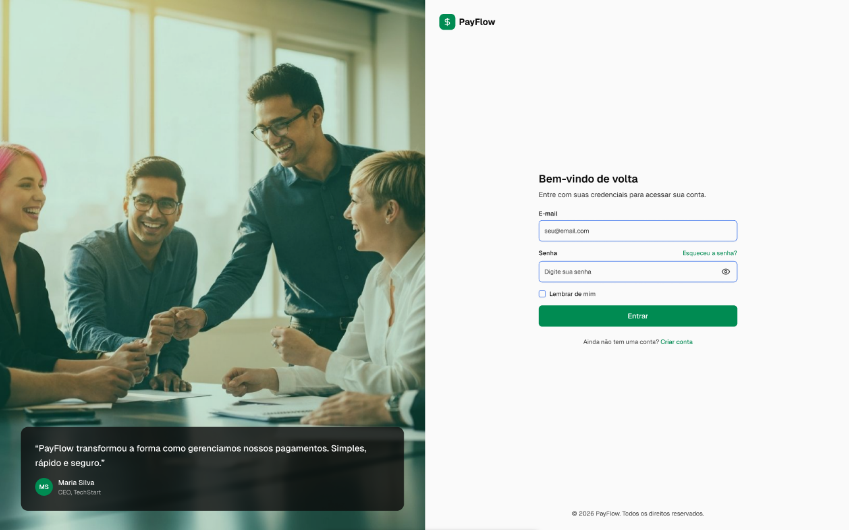 PayFlow
Bem-vindo de volta
Entre com suas credenciais para acessar sua conta.
E-mail
seu@email.com
Senha
Esqueceu a senha?
Digite sua senha
Lembrar de mim
Entrar
Ainda não tem uma conta? Criar conta
© 2026 PayFlow. Todos os direitos reservados.
“PayFlow transformou a forma como gerenciamos nossos pagamentos. Simples,
rápido e seguro.”
MS
Maria Silva
CEO, TechStart